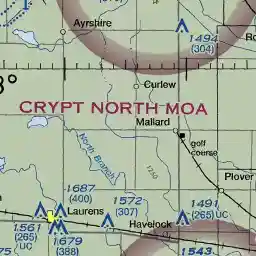 Ayrshire
1494
(304)
Curlew
CRYPT NORTH MOA
Mallard
golf
course
North Branch
1250
Plover
1687
(400)
Laurens
1572
(307)
1491
(265) UC
1561
(265)
UC
1679
(388)
Havelock
1543